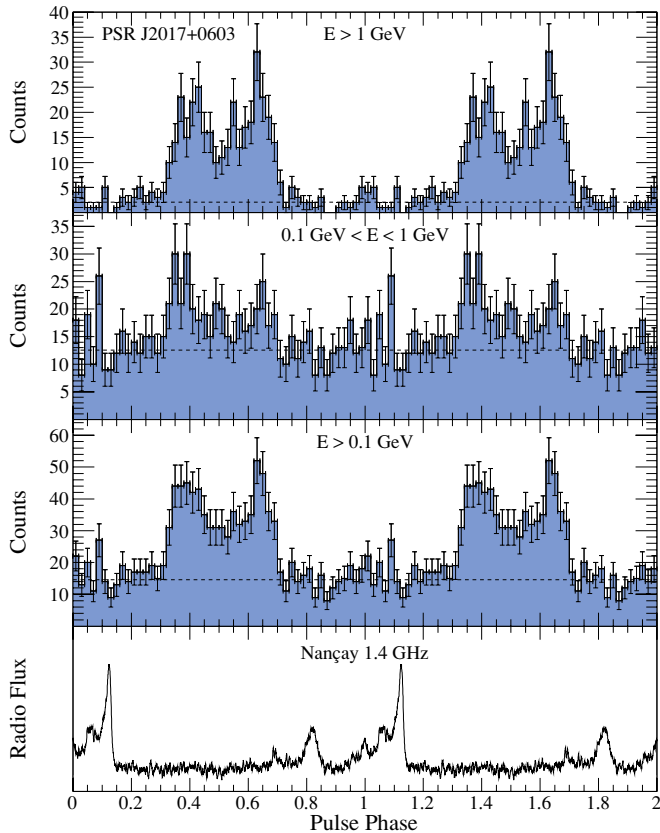 PSR J2017+0603 E > 1 GeV
Counts
40
35
30
25
20
15
10
5
0.1 GeV < E < 1 GeV
Counts
35
30
25
20
15
10
5
E > 0.1 GeV
Counts
60
50
40
30
20
10
Nançay 1.4 GHz
Radio Flux
0 0.2 0.4 0.6 0.8 1 1.2 1.4 1.6 1.8 2
Pulse Phase